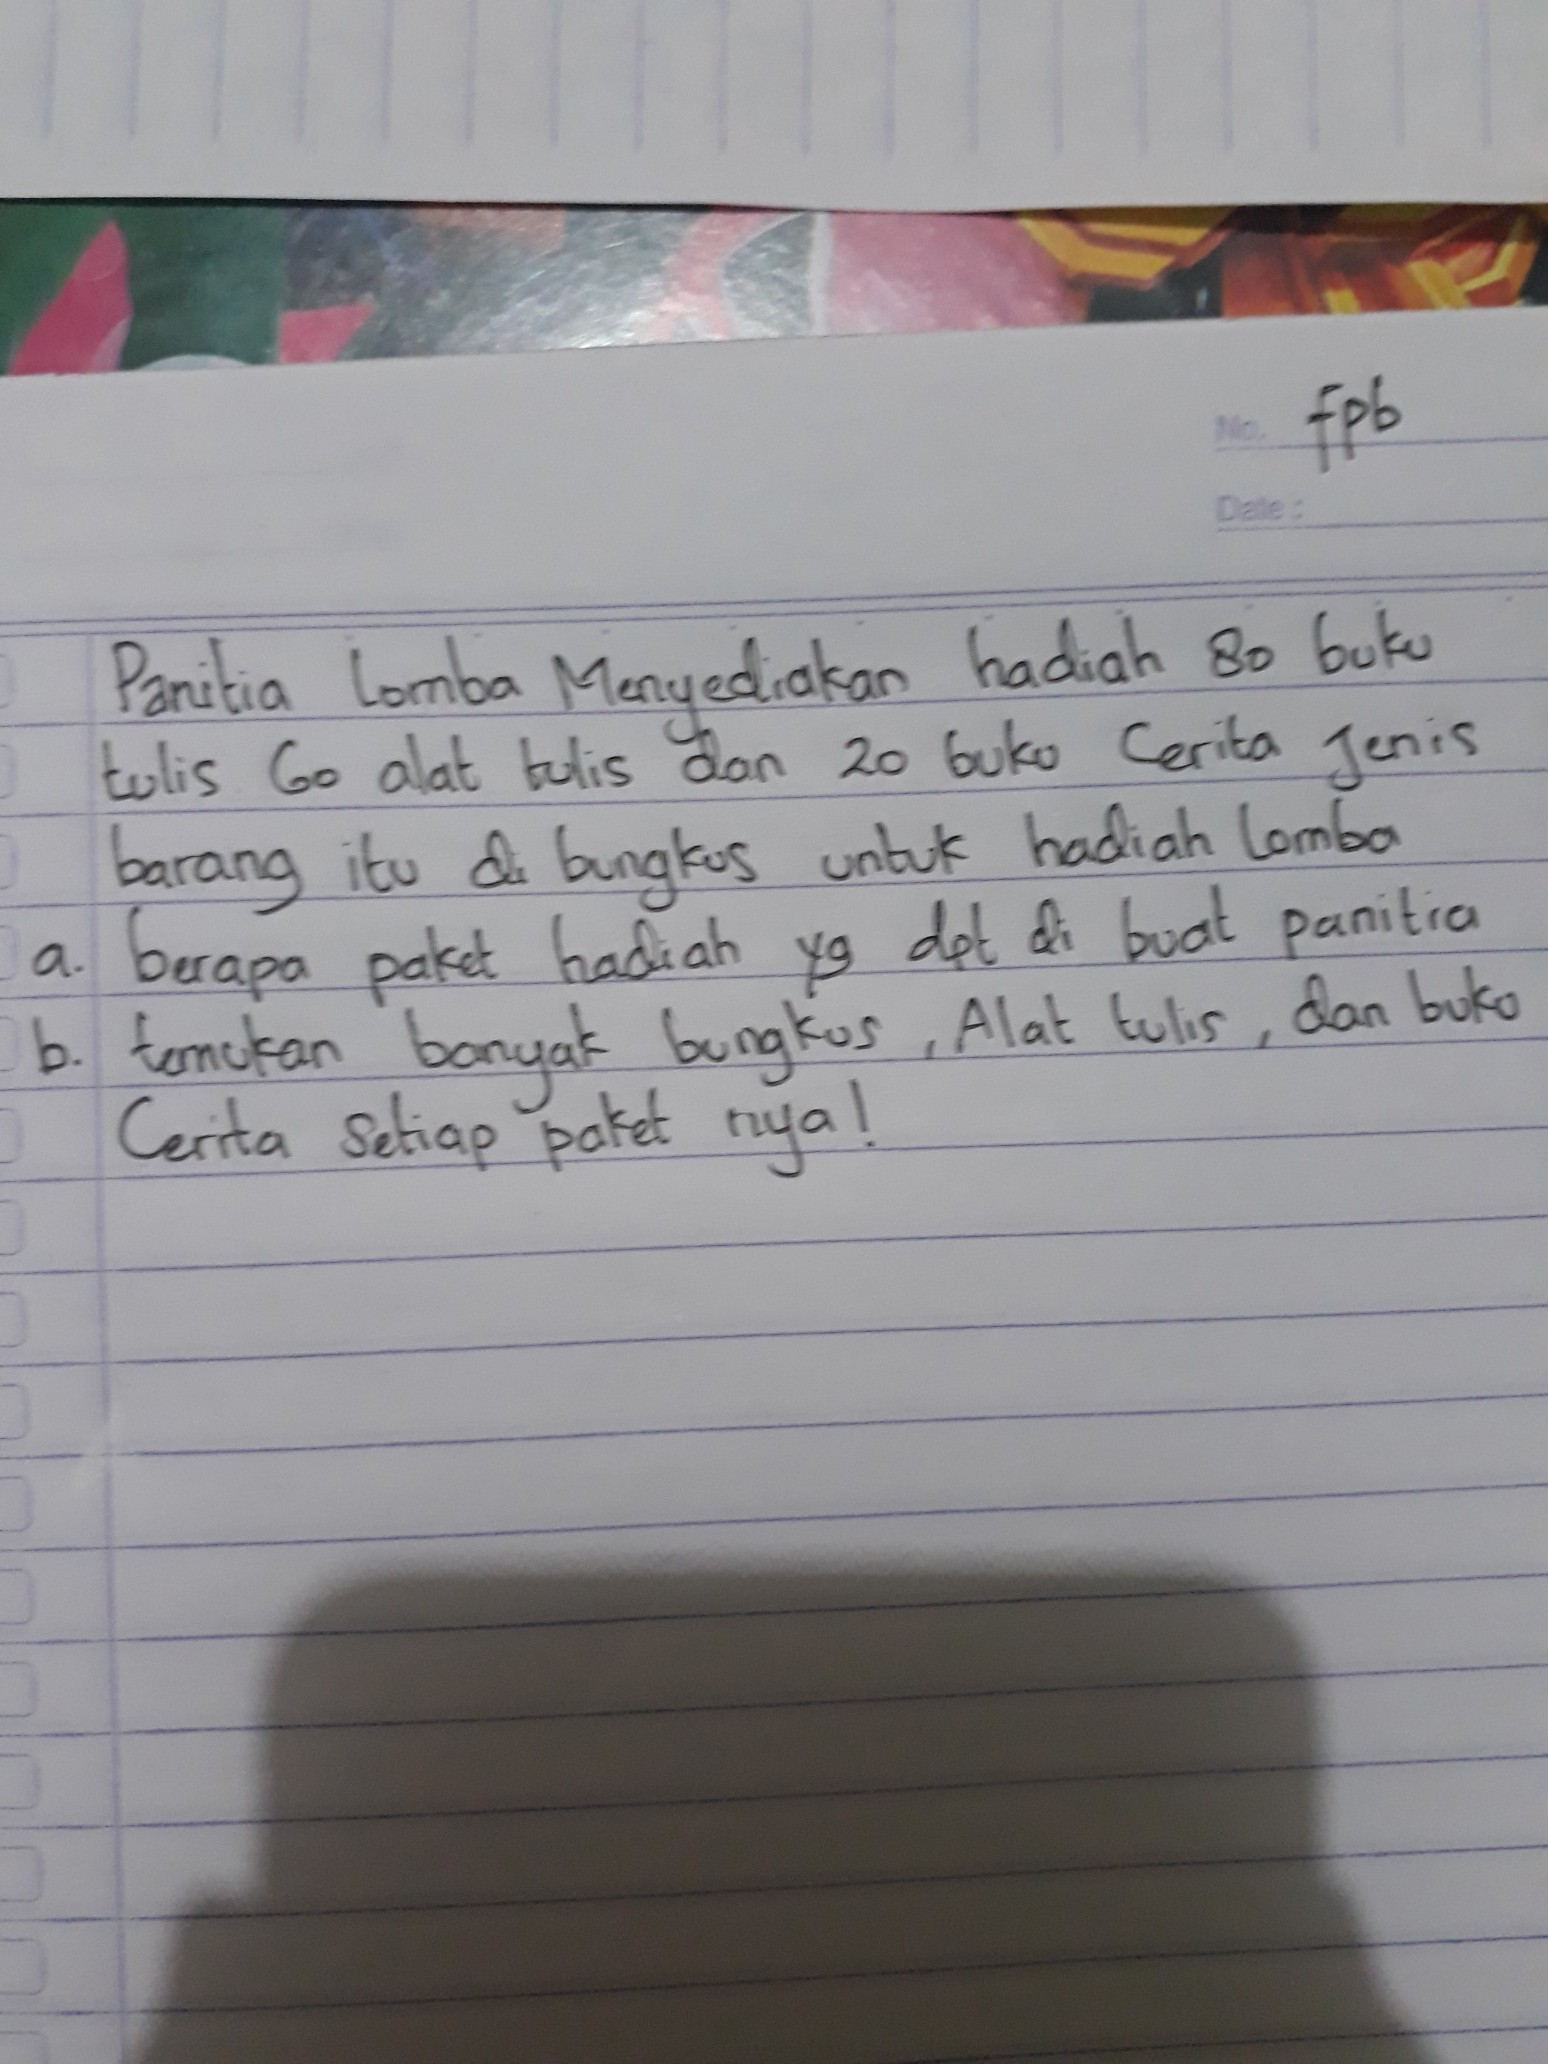 No. fpb
Date :
Panitia lomba Menyediakan hadiah 80 buku
tulis 60 alat tulis dan 20 buku Cerita Jenis
barang itu di bungkus untuk hadiah lomba
a. berapa paket hadiah yg dpt di buat panitia
b. temukan banyak bungkus, Alat tulis, dan buku
Cerita Setiap paket nya!